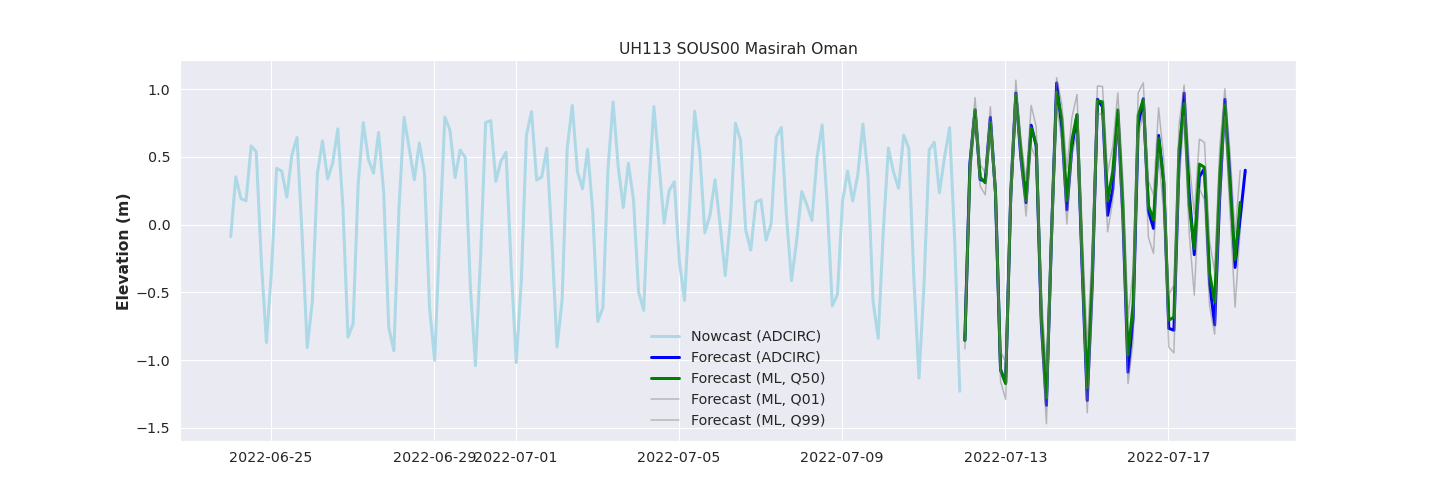 UH113 SOUS00 Masirah Oman
Elevation (m)
1.0
0.5
0.0
−0.5
−1.0
−1.5
Nowcast (ADCIRC)
Forecast (ADCIRC)
Forecast (ML, Q50)
Forecast (ML, Q01)
Forecast (ML, Q99)
2022-06-25 2022-06-29 2022-07-01 2022-07-05 2022-07-09 2022-07-13 2022-07-17